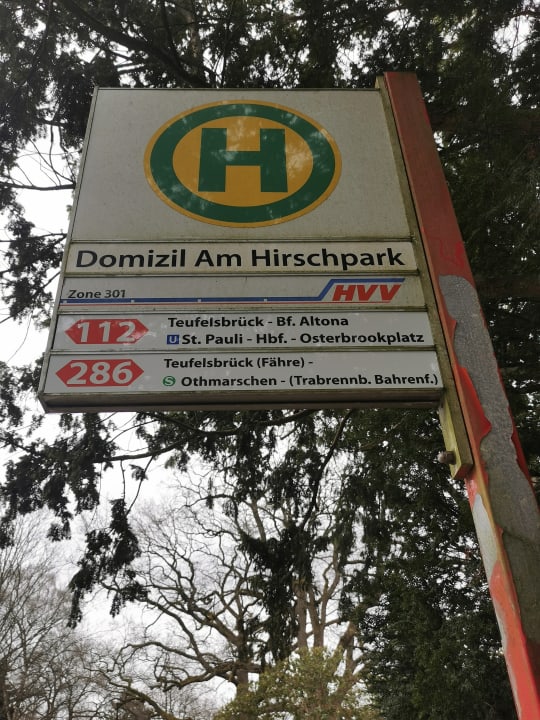 H
Domizil Am Hirschpark
Zone 301
HVV
112 Teufelsbrück - Bf. Altona
U St. Pauli - Hbf. - Osterbrookplatz
286 Teufelsbrück (Fähre) -
S Othmarschen - (Trabrennb. Bahrenf.)